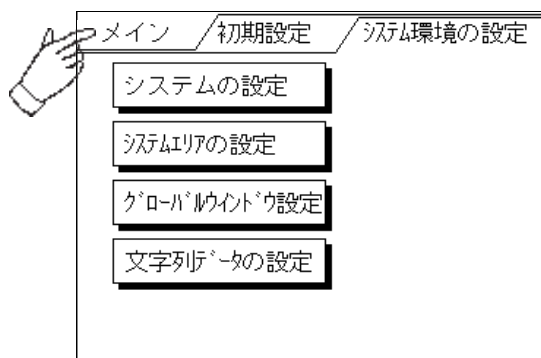 メイン 初期設定 ｼｽﾃﾑ環境の設定
システムの設定
ｼｽﾃﾑｴﾘｱの設定
ｸﾞﾛｰﾊﾞﾙｳｲﾝﾄﾞｳ設定
文字列ﾃﾞｰﾀの設定